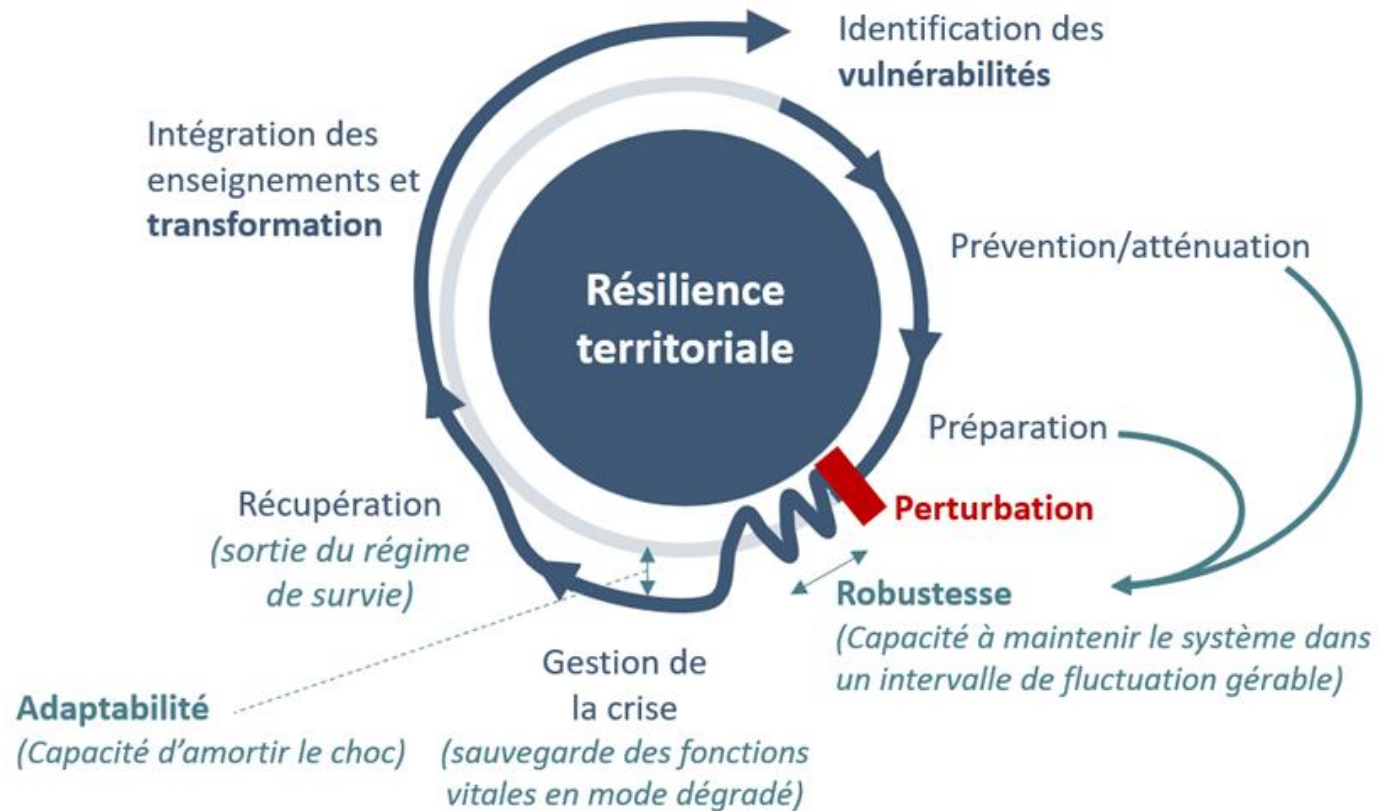 Identification des
vulnérabilités
Intégration des
enseignements et
transformation
Prévention/atténuation
Résilience
territoriale
Préparation
Perturbation
Récupération
(sortie du régime
de survie)
Robustesse
(Capacité à maintenir le système dans
un intervalle de fluctuation gérable)
Gestion de
la crise
(sauvegarde des fonctions
vitales en mode dégradé)
Adaptabilité
(Capacité d'amortir le choc)